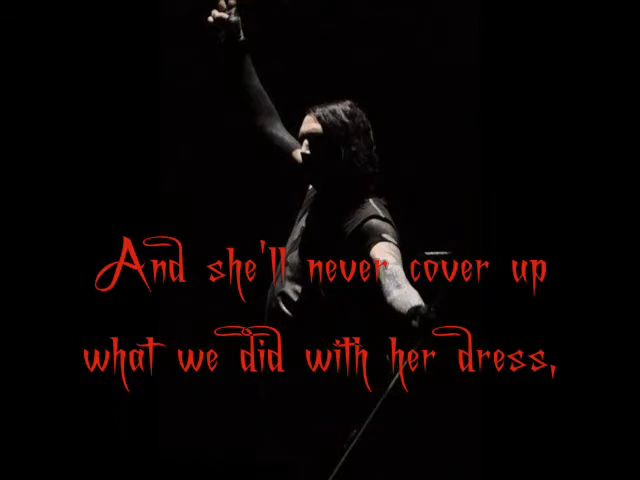 And she'll never cover up
what we did with her dress,